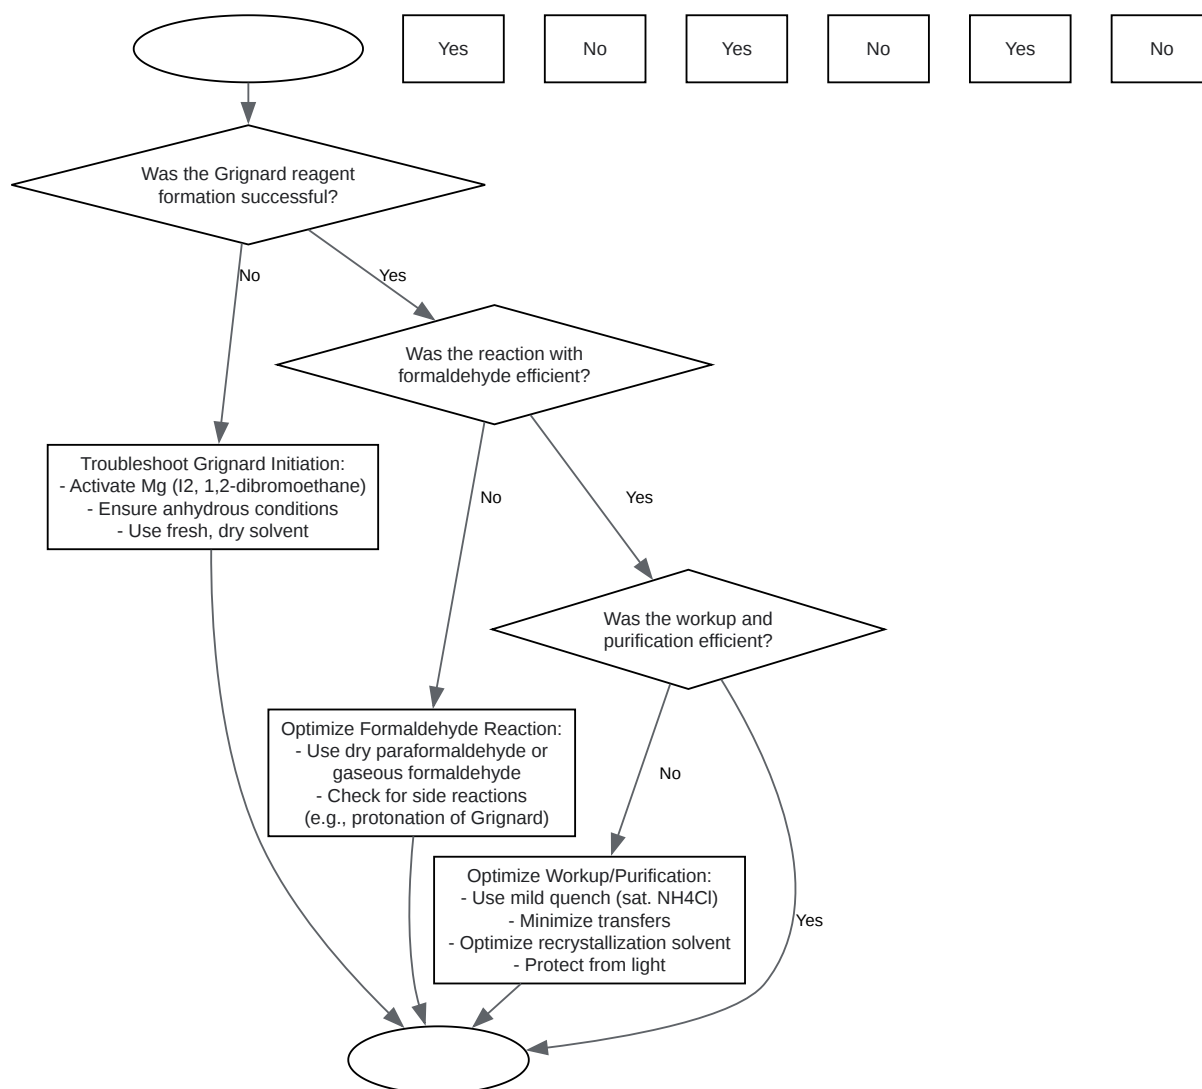 Yes
No
Yes
No
Yes
No
Was the Grignard reagent
formation successful?
No
Yes
Was the reaction with
formaldehyde efficient?
Troubleshoot Grignard Initiation:
- Activate Mg (I2, 1,2-dibromoethane)
- Ensure anhydrous conditions
- Use fresh, dry solvent
No
Yes
Was the workup and
purification efficient?
Optimize Formaldehyde Reaction:
- Use dry paraformaldehyde or
gaseous formaldehyde
- Check for side reactions
(e.g., protonation of Grignard)
No
Optimize Workup/Purification:
- Use mild quench (sat. NH4Cl)
- Minimize transfers
- Optimize recrystallization solvent
- Protect from light
Yes